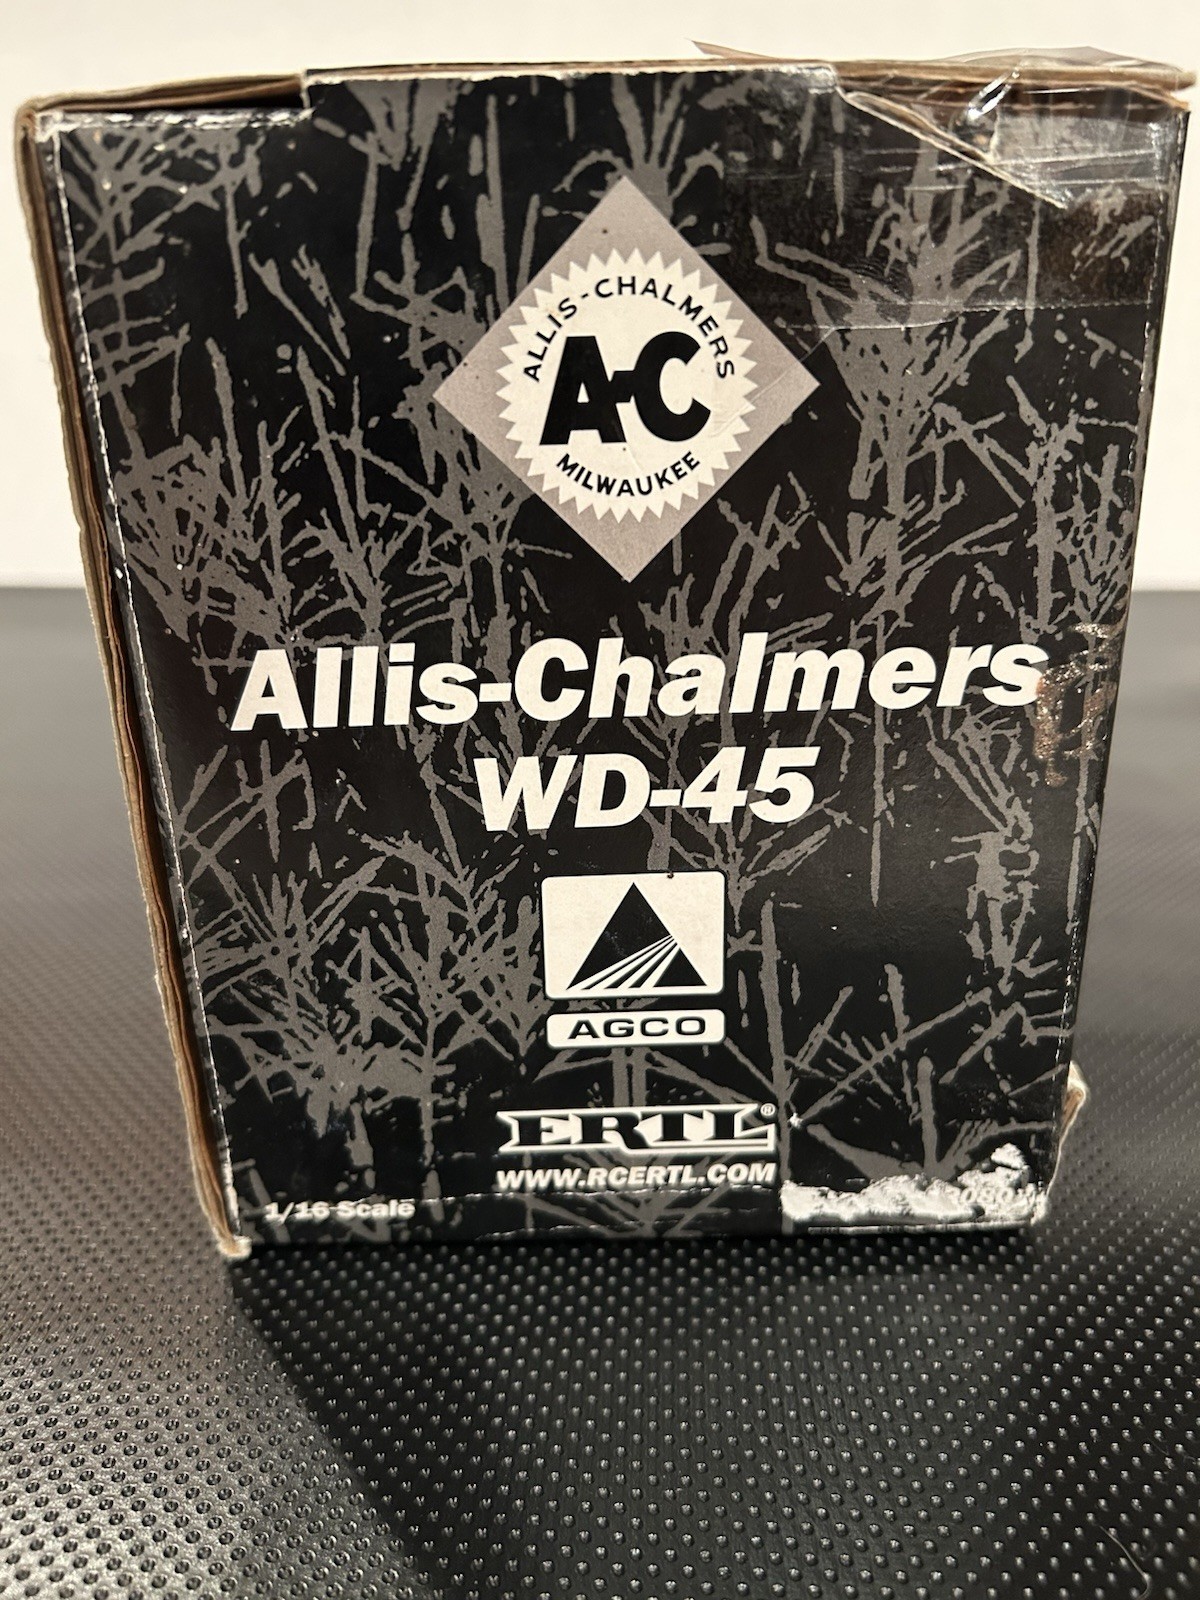 ALLIS-CHALMERS
A-C
MILWAUKEE
Allis-Chalmers
WD-45
AGCO
ERTL®
WWW.RCERTL.COM
1/16 Scale